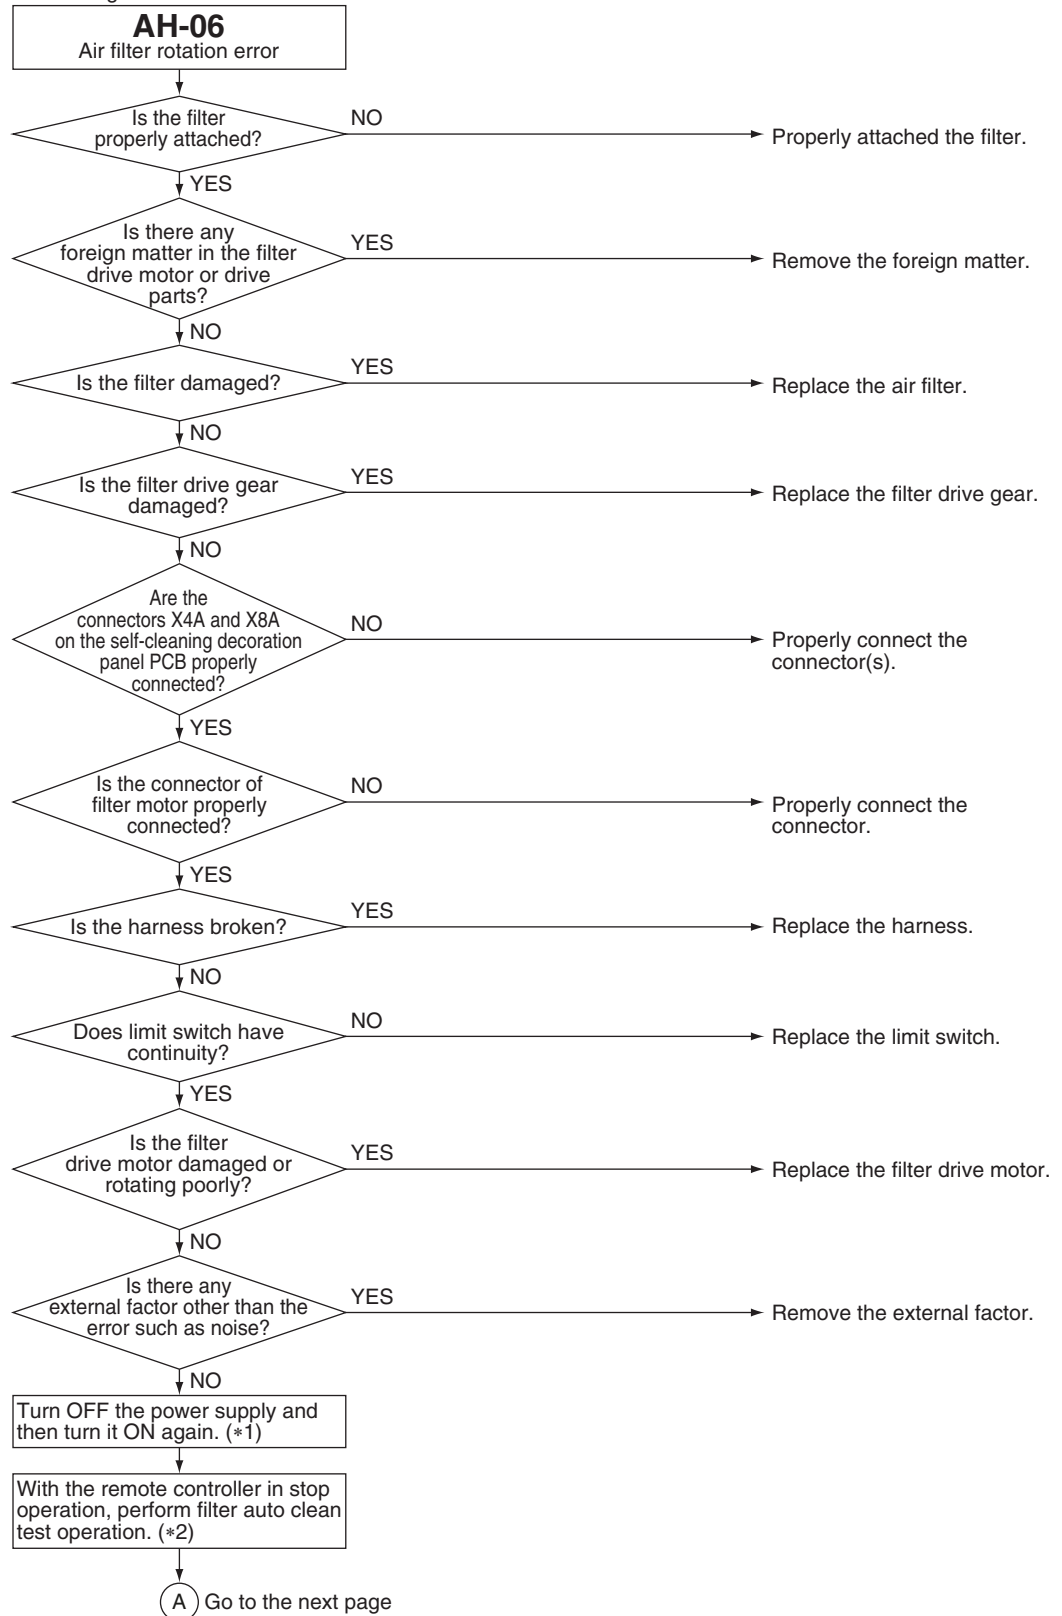 AH-06
Air filter rotation error
Is the filter
properly attached?
NO
Properly attached the filter.
YES
Is there any
foreign matter in the filter
drive motor or drive
parts?
YES
Remove the foreign matter.
NO
Is the filter damaged?
YES
Replace the air filter.
NO
Is the filter drive gear
damaged?
YES
Replace the filter drive gear.
NO
Are the
connectors X4A and X8A
on the self-cleaning decoration
panel PCB properly
connected?
NO
Properly connect the
connector(s).
YES
Is the connector of
filter motor properly
connected?
NO
Properly connect the
connector.
YES
Is the harness broken?
YES
Replace the harness.
NO
Does limit switch have
continuity?
NO
Replace the limit switch.
YES
Is the filter
drive motor damaged or
rotating poorly?
YES
Replace the filter drive motor.
NO
Is there any
external factor other than the
error such as noise?
YES
Remove the external factor.
NO
Turn OFF the power supply and
then turn it ON again. (*1)
With the remote controller in stop
operation, perform filter auto clean
test operation. (*2)
A Go to the next page